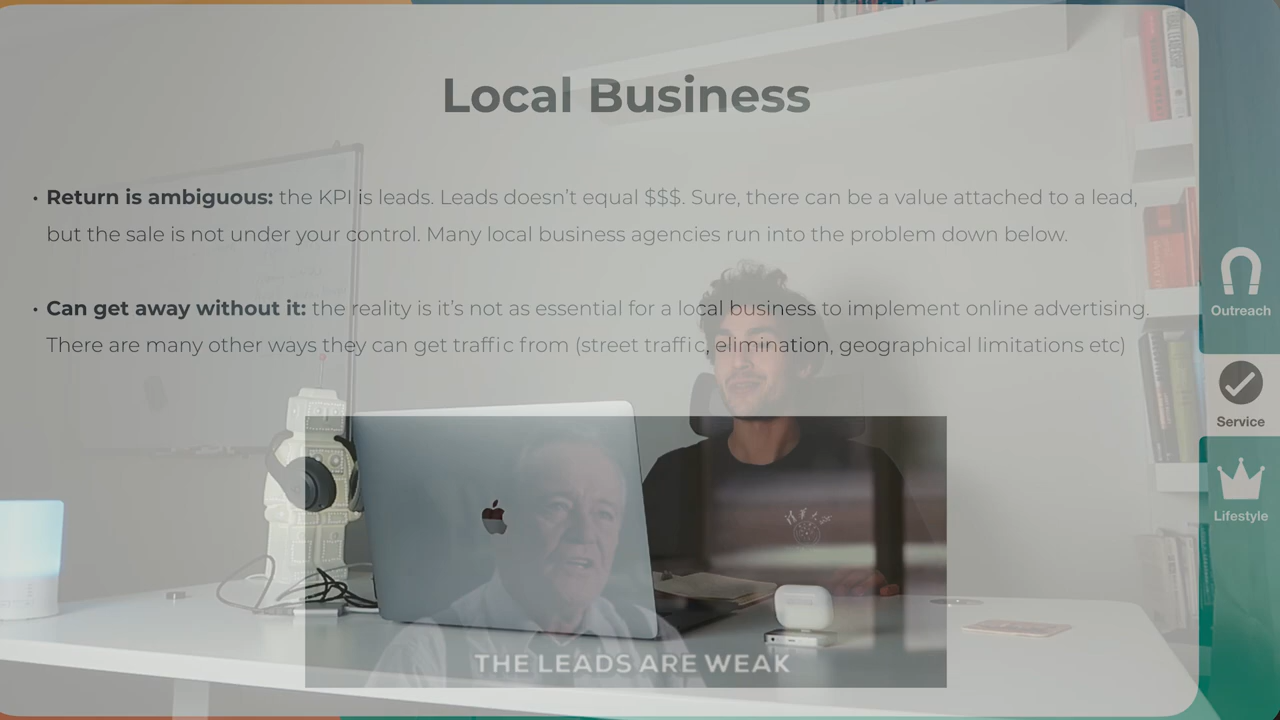 Local Business
• Return is ambiguous: the KPI is leads. Leads doesn't equal $$$. Sure, there can be a value attached to a lead,
but the sale is not under your control. Many local business agencies run into the problem down below.
• Can get away without it: the reality is it's not as essential for a local business to implement online advertising.
There are many other ways they can get traffic from (street traffic, elimination, geographical limitations etc)
Outreach
Service
Lifestyle
THE LEADS ARE WEAK